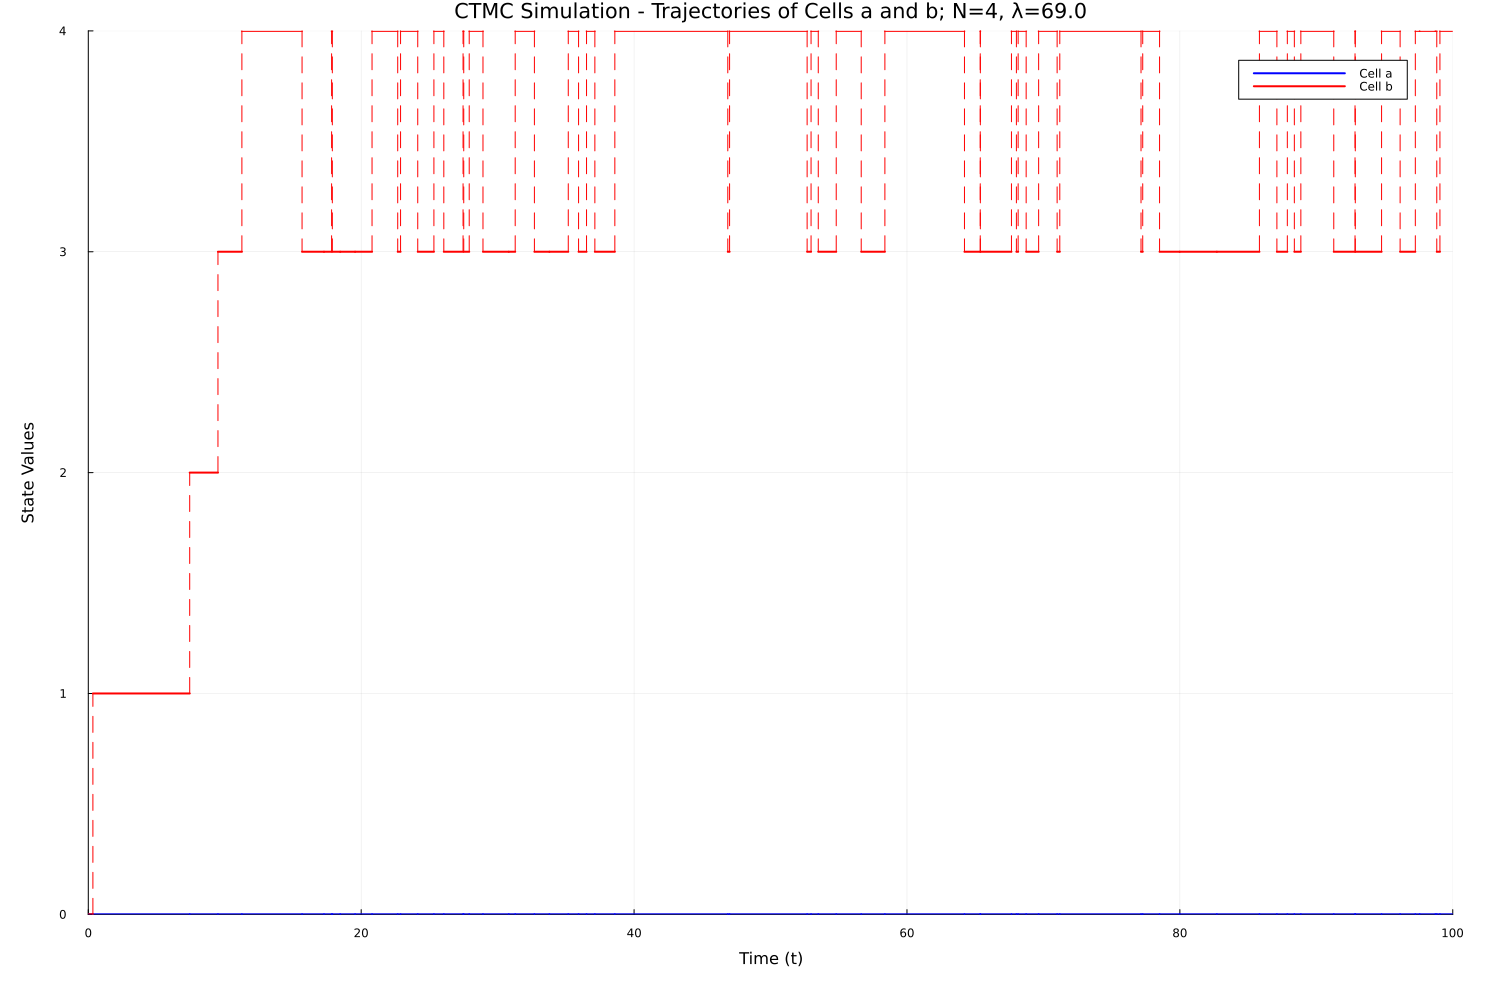 CTMC Simulation - Trajectories of Cells a and b; N=4, λ=69.0
4
Cell a
Cell b
3
State Values
2
1
0
0 20 40 60 80 100
Time (t)